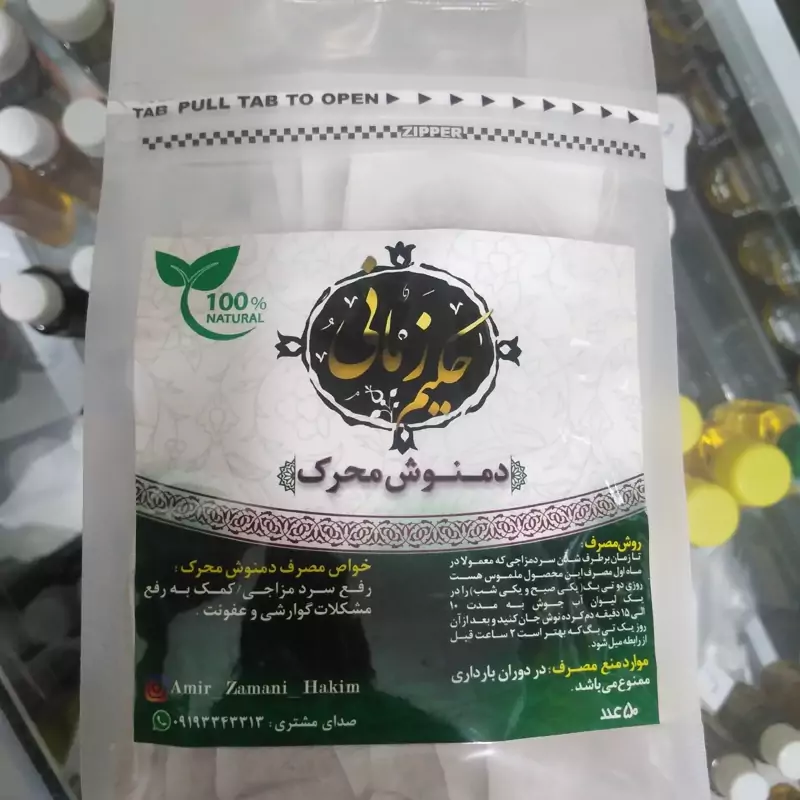 TAB PULL TAB TO OPEN
ZIPPER
100%
NATURAL
حکیم زمانی
دمنوش محرک
خواص مصرف دمنوش محرک :
رفع سرد مزاجی / کمک به رفع
مشکلات گوارشی و عفونت .
Amir_Zamani_Hakim
صدای مشتری : ۰۹۱۹۳۳۴۳۳۱۳
روش مصرف:
تا زمان برطرف شدن سردمزاجی که معمولا در
ماه اول مصرف این محصول ملموس هست
روزی دو تی بگ(یکی صبح و یکی شب) را در
یک لیوان آب جوش به مدت ۱۰
الی ۱۵ دقیقه دم کرده نوش جان کنید و بعد از آن
روز یک تی بگ که بهتر است ۲ ساعت قبل
از رابطه میل شود.
موارد منع مصرف: در دوران بارداری
ممنوع می باشد.
۵۰ عدد